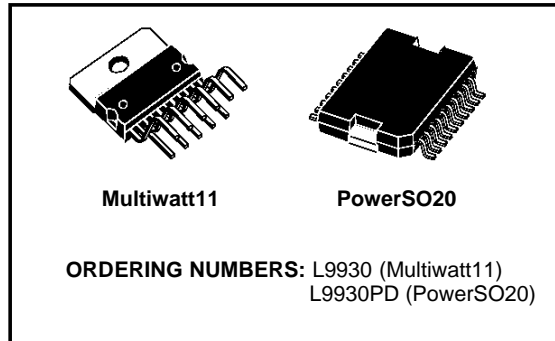 Multiwatt11
PowerSO20
ORDERING NUMBERS: L9930 (Multiwatt11)
L9930PD (PowerSO20)